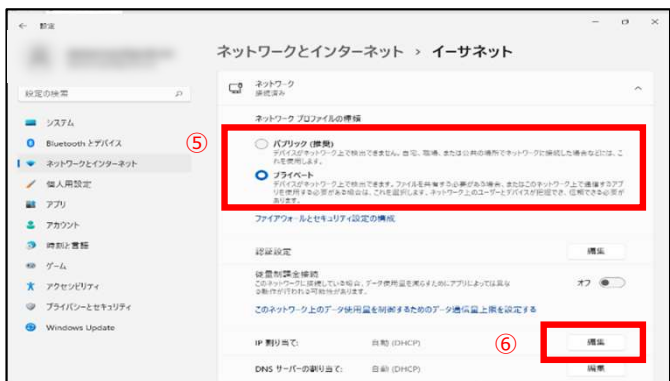 ← 設定
ネットワークとインターネット › イーサネット
設定の検索
システム
Bluetooth とデバイス
ネットワークとインターネット
個人用設定
アプリ
アカウント
時刻と言語
ゲーム
アクセシビリティ
プライバシーとセキュリティ
Windows Update
ネットワーク
接続済み
ネットワーク プロファイルの種類
⑤
パブリック (推奨)
デバイスがネットワーク上で検出できません。自宅、職場、または公共の場所でネットワークに接続した場合などには、こ
れを使用します。
プライベート
デバイスがネットワーク上で検出できます。ファイルを共有する必要がある場合、またはこのネットワーク上で通信するアプ
リを使用する必要がある場合は、これを選択します。ネットワーク上のユーザーとデバイスが把握でき、信頼できる必要が
あります。
ファイアウォールとセキュリティ設定の構成
認証設定 編集
従量制課金接続
このネットワークに接続している場合、データ使用量を減らすためにアプリによっては異な
る動作が行われる可能性があります。
オフ
このネットワーク上のデータ使用量を制御するためのデータ通信量上限を設定する
IP 割り当て: 自動 (DHCP) ⑥ 編集
DNS サーバーの割り当て: 自動 (DHCP) 編集